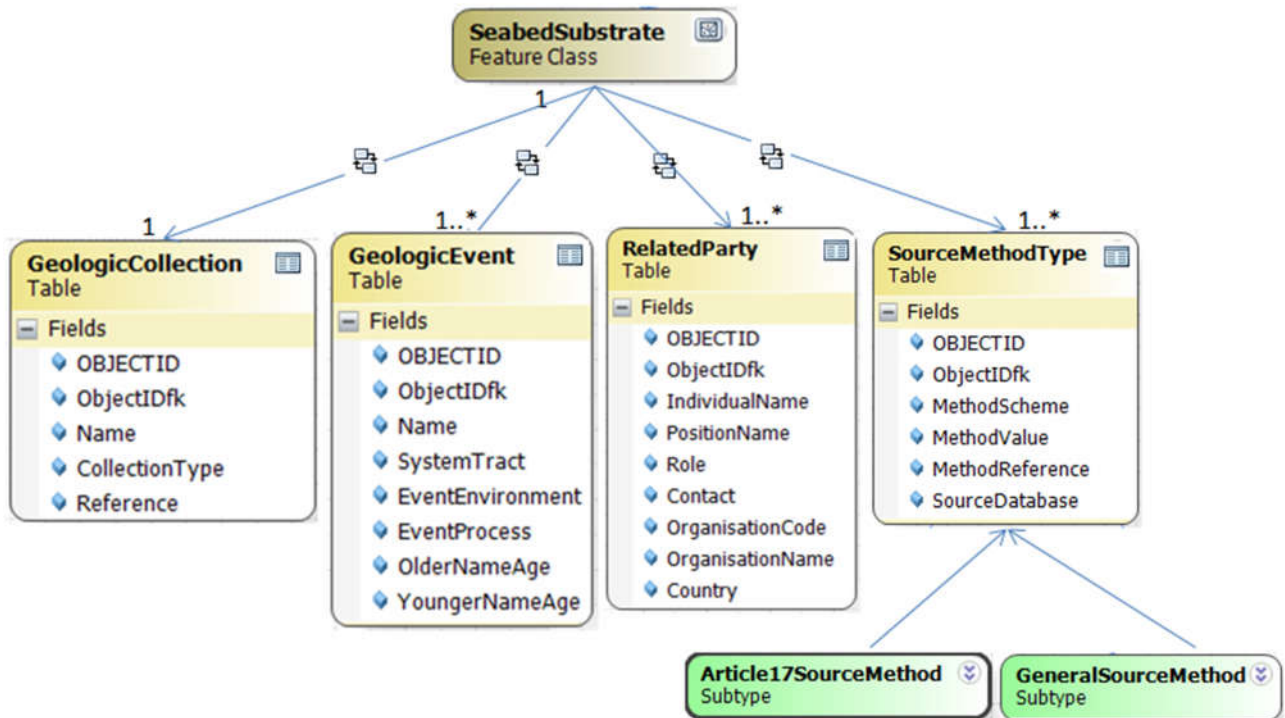 SeabedSubstrate
Feature Class
1
1
1..*
1..*
1..*
GeologicCollection
Table
Fields
OBJECTID
ObjectIDfk
Name
CollectionType
Reference
GeologicEvent
Table
Fields
OBJECTID
ObjectIDfk
Name
SystemTract
EventEnvironment
EventProcess
OlderNameAge
YoungerNameAge
RelatedParty
Table
Fields
OBJECTID
ObjectIDfk
IndividualName
PositionName
Role
Contact
OrganisationCode
OrganisationName
Country
SourceMethodType
Table
Fields
OBJECTID
ObjectIDfk
MethodScheme
MethodValue
MethodReference
SourceDatabase
Article17SourceMethod
Subtype
GeneralSourceMethod
Subtype